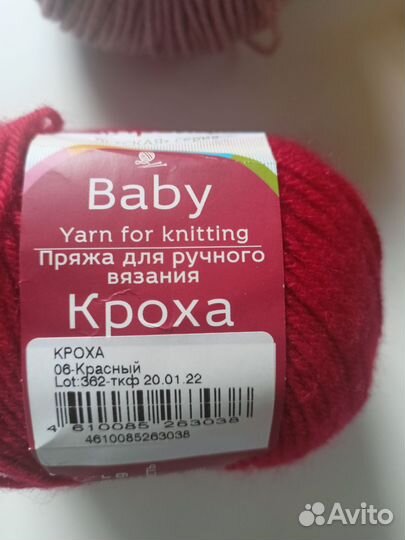 серия
Baby
Yarn for knitting
Пряжа для ручного
вязания
Кроха
КРОХА
06-Красный
Lot:362-ткф 20.01.22
4 610085 263038
4610085263038
Avito